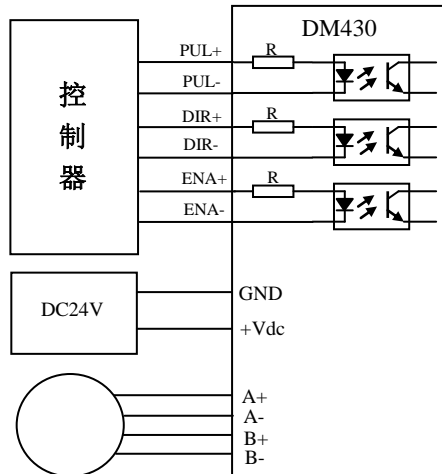 DM430
PUL+
R
PUL-
DIR+
R
DIR-
ENA+
R
ENA-
控
制
器
DC24V
GND
+Vdc
A+
A-
B+
B-